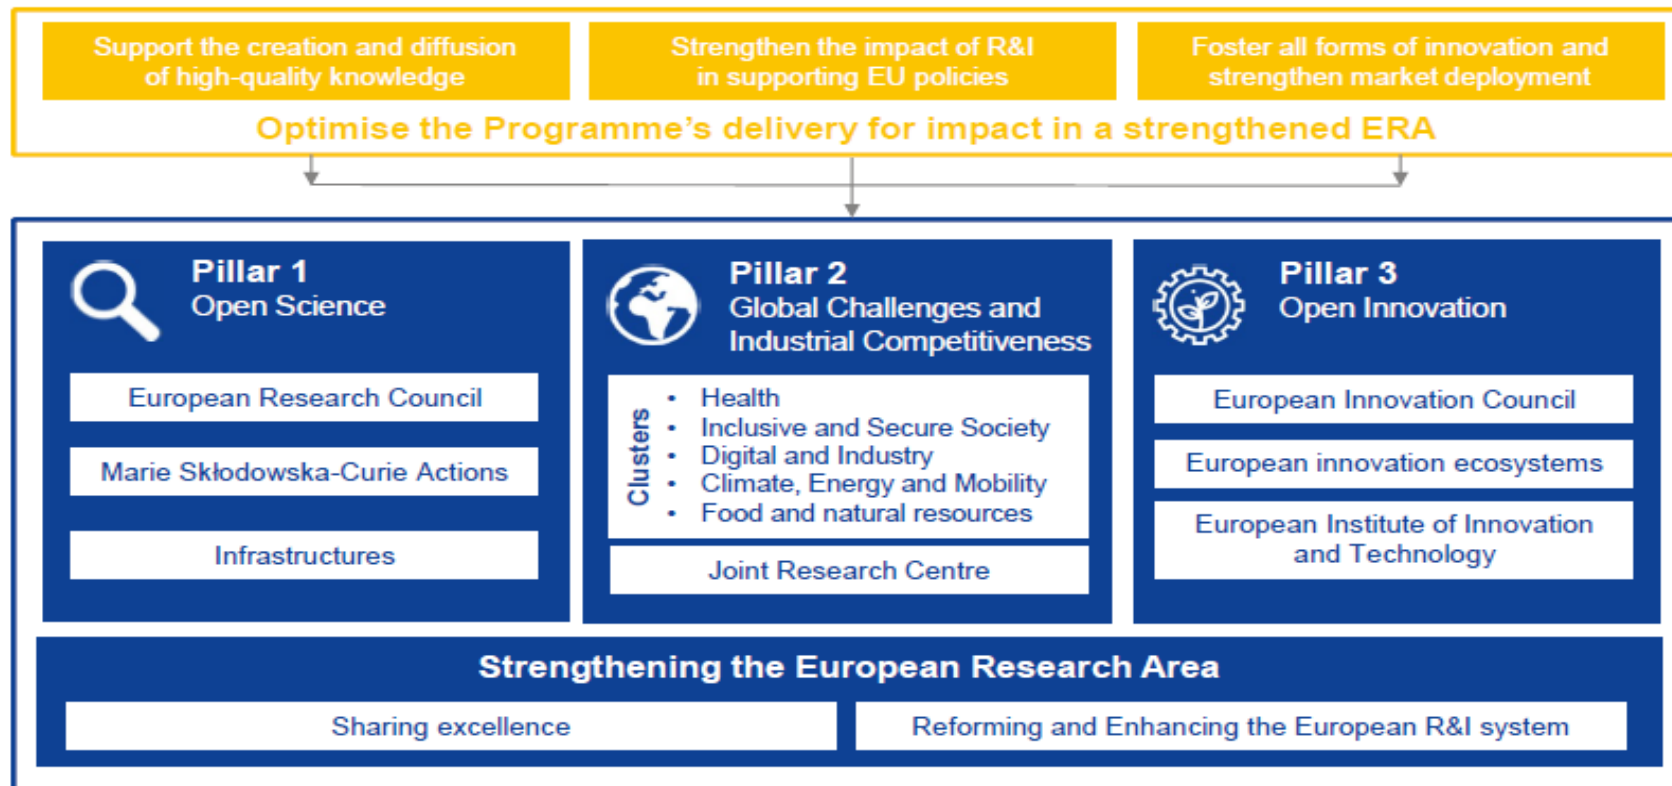 Support the creation and diffusion
of high-quality knowledge
Strengthen the impact of R&I
in supporting EU policies
Foster all forms of innovation and
strengthen market deployment
Optimise the Programme's delivery for impact in a strengthened ERA
Pillar 1
Open Science
European Research Council
Marie Skłodowska-Curie Actions
Infrastructures
Pillar 2
Global Challenges and
Industrial Competitiveness
Clusters
• Health
• Inclusive and Secure Society
• Digital and Industry
• Climate, Energy and Mobility
• Food and natural resources
Joint Research Centre
Pillar 3
Open Innovation
European Innovation Council
European innovation ecosystems
European Institute of Innovation
and Technology
Strengthening the European Research Area
Sharing excellence
Reforming and Enhancing the European R&I system